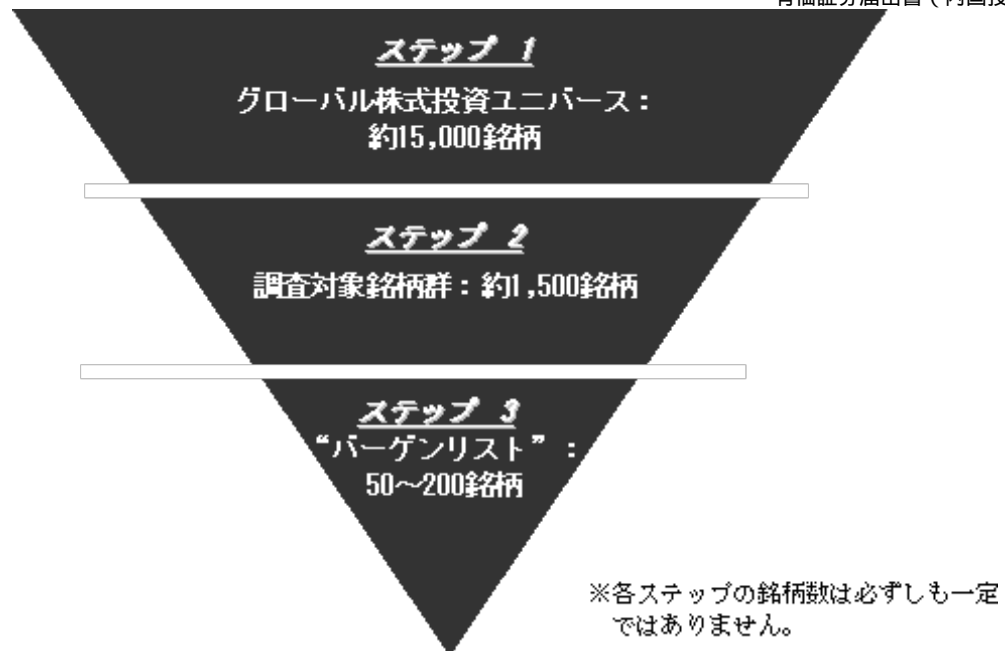 ステップ 1
グローバル株式投資ユニバース：
約15,000銘柄
ステップ 2
調査対象銘柄群：約1,500銘柄
ステップ 3
“バーゲンリスト”：
50～200銘柄
※各ステップの銘柄数は必ずしも一定
ではありません。